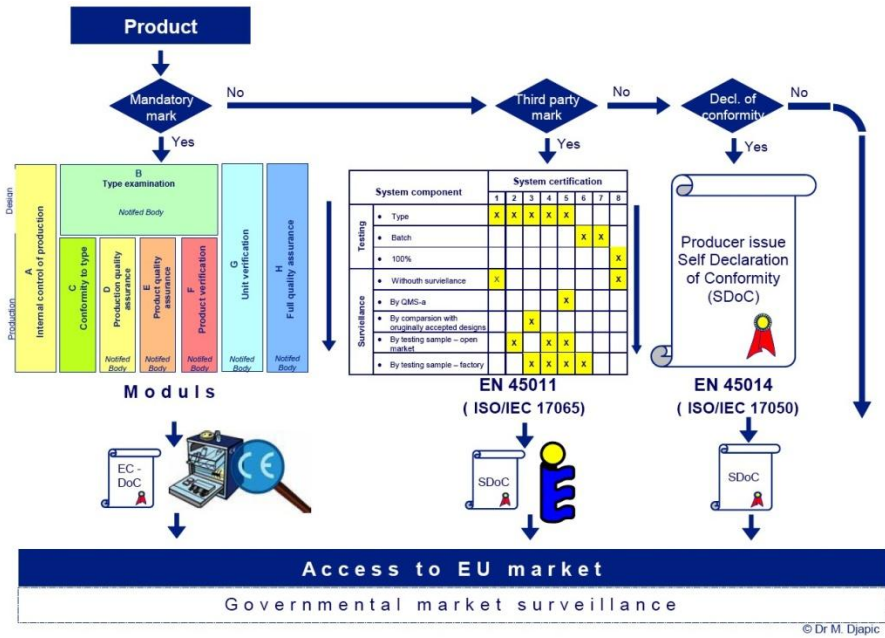 Product
Mandatory
mark
No
Third party
mark
No
Decl. of
conformity
No
Yes
Yes
Yes
Design
Production
A
Internal control of production
B
Type examination
Notifed Body
C
Conformity to type
D
Production quality
assurance
Notifed
Body
E
Product quality
assurance
Notifed
Body
F
Product verification
Notifed
Body
G
Unit verification
Notifed
Body
H
Full quality assurance
Notifed
Body
Moduls
System component
System certification
1 2 3 4 5 6 7 8
Testing
• Type X X X X X
• Batch X X
• 100% X
Surviellance
• Withouth surviellance X X
• By QMS-a X
• By comparsion with
oruginally accepted designs X
• By testing sample – open
market X X X
• By testing sample – factory X X X X
EN 45011
( ISO/IEC 17065)
Producer issue
Self Declaration
of Conformity
(SDoC)
EN 45014
( ISO/IEC 17050)
EC -
DoC
CE
SDoC
SDoC
Access to EU market
Governmental market surveillance
© Dr M. Djapic